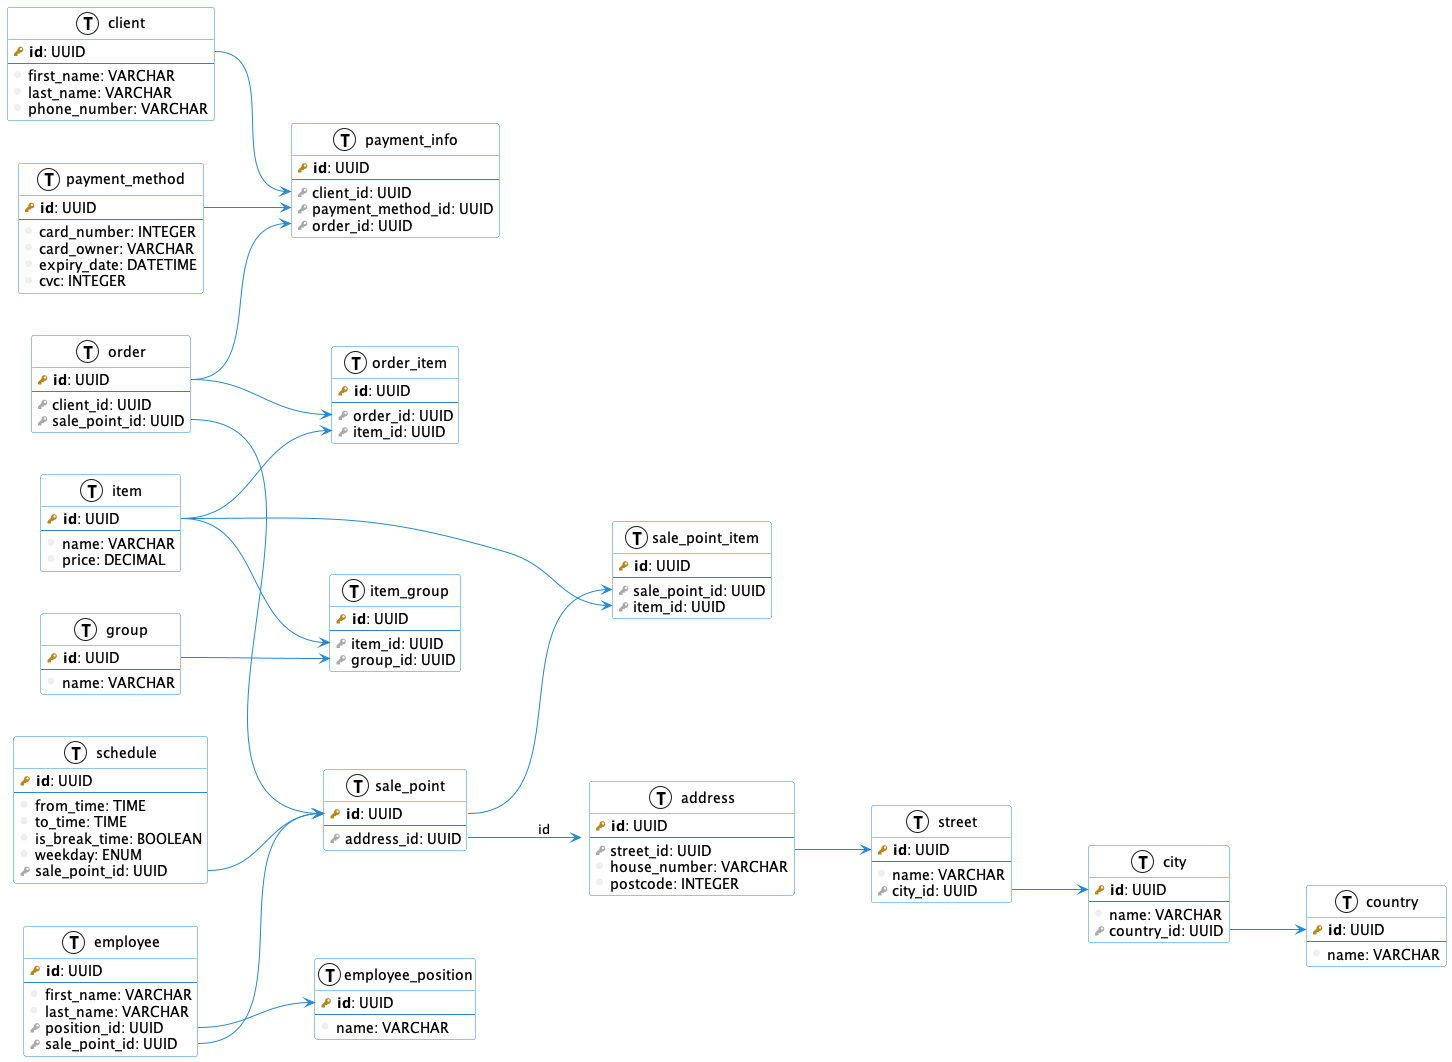 T client
id: UUID
first_name: VARCHAR
last_name: VARCHAR
phone_number: VARCHAR
T payment_info
id: UUID
client_id: UUID
payment_method_id: UUID
order_id: UUID
T payment_method
id: UUID
card_number: INTEGER
card_owner: VARCHAR
expiry_date: DATETIME
cvc: INTEGER
T order
id: UUID
client_id: UUID
sale_point_id: UUID
T order_item
id: UUID
order_id: UUID
item_id: UUID
T item
id: UUID
name: VARCHAR
price: DECIMAL
T sale_point_item
id: UUID
sale_point_id: UUID
item_id: UUID
T item_group
id: UUID
item_id: UUID
group_id: UUID
T group
id: UUID
name: VARCHAR
T schedule
id: UUID
from_time: TIME
to_time: TIME
is_break_time: BOOLEAN
weekday: ENUM
sale_point_id: UUID
T sale_point
id: UUID
address_id: UUID
id
T address
id: UUID
street_id: UUID
house_number: VARCHAR
postcode: INTEGER
T street
id: UUID
name: VARCHAR
city_id: UUID
T city
id: UUID
name: VARCHAR
country_id: UUID
T country
id: UUID
name: VARCHAR
T employee
id: UUID
first_name: VARCHAR
last_name: VARCHAR
position_id: UUID
sale_point_id: UUID
T employee_position
id: UUID
name: VARCHAR